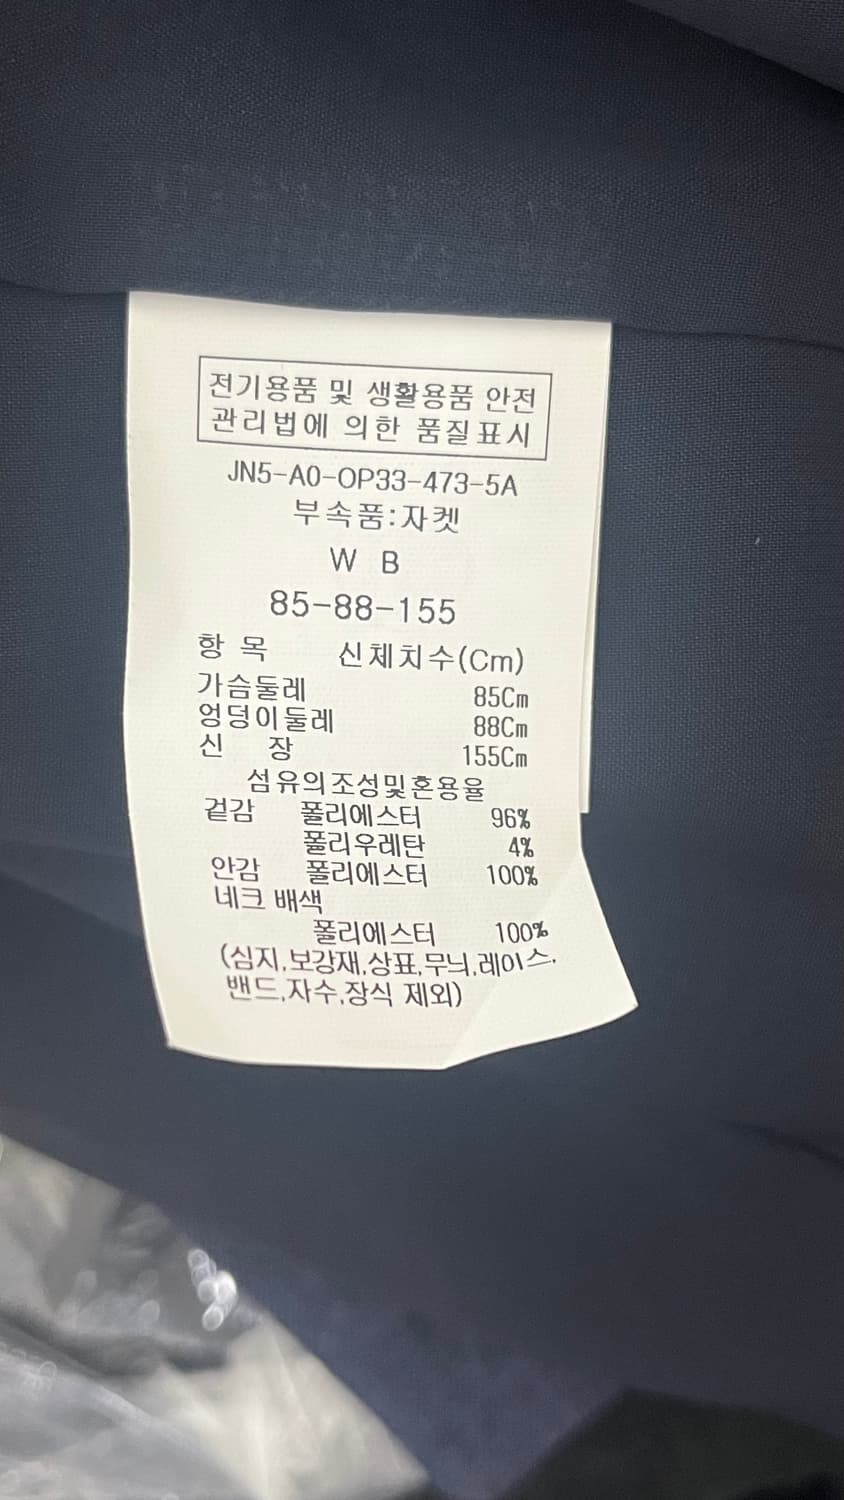 전기용품 및 생활용품 안전
관리법에 의한 품질표시
JN5-A0-OP33-473-5A
부속품:자켓
W B
85-88-155
항 목 신체치수(Cm)
가슴둘레 85Cm
엉덩이둘레 88Cm
신 장 155Cm
섬유의조성및혼용율
겉감 폴리에스터 96%
폴리우레탄 4%
안감 폴리에스터 100%
네크 배색
폴리에스터 100%
(심지,보강재,상표,무늬,레이스,
밴드,자수,장식 제외)